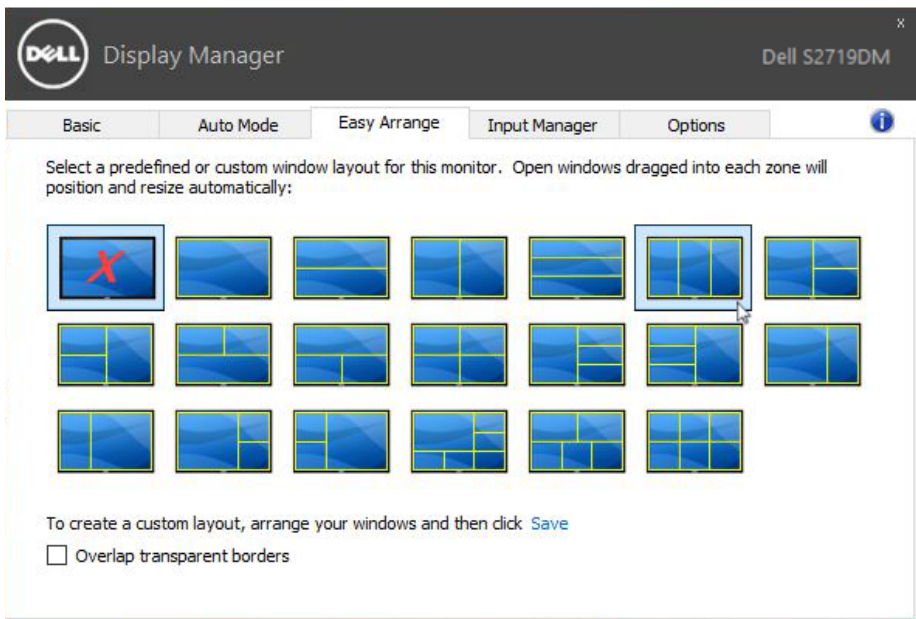 x
DELL Display Manager
Dell S2719DM
Basic Auto Mode Easy Arrange Input Manager Options i
Select a predefined or custom window layout for this monitor. Open windows dragged into each zone will
position and resize automatically:
X
To create a custom layout, arrange your windows and then click Save
Overlap transparent borders